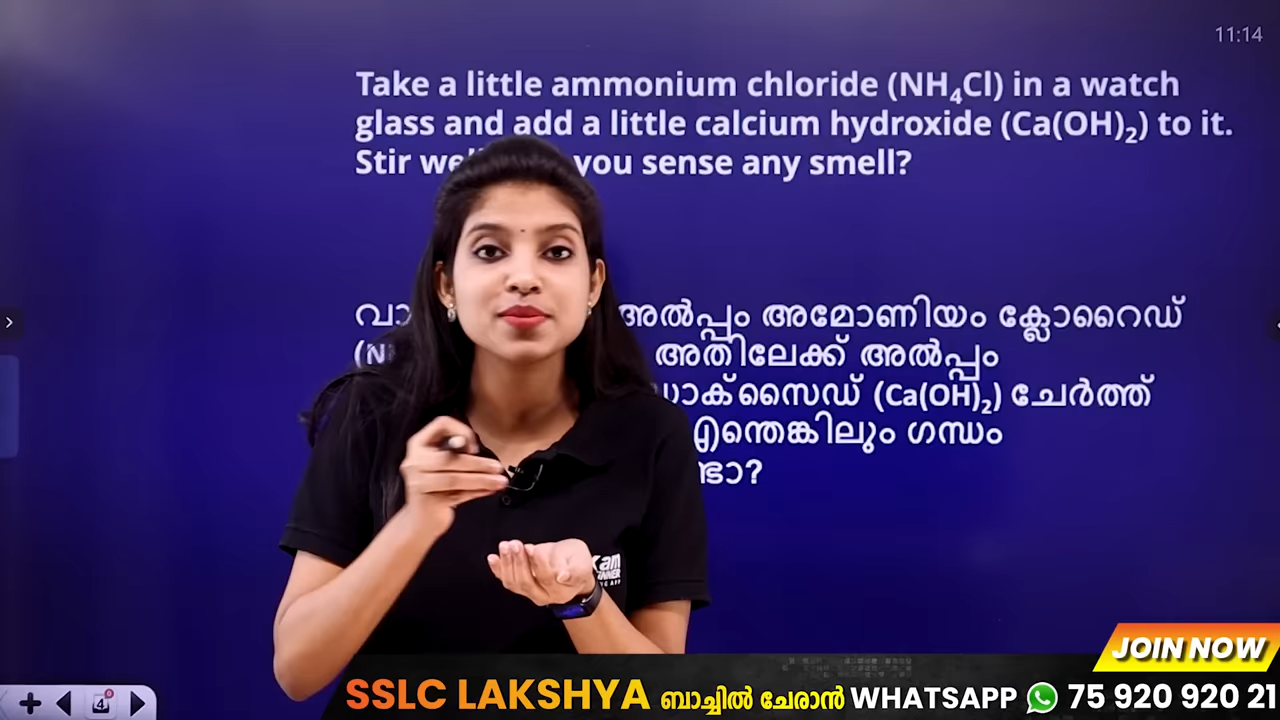 11:14
Take a little ammonium chloride (NH₄Cl) in a watch
glass and add a little calcium hydroxide (Ca(OH)₂) to it.
Stir you sense any smell?
അൽപ്പം അമോണിയം ക്ലോറൈഡ്
അതിലേക്ക് അൽപ്പം
(Ca(OH)₂) ചേർത്ത്
എന്തെങ്കിലും ഗന്ധം
JOIN NOW
SSLC LAKSHYA ബാച്ചിൽ ചേരാൻ WHATSAPP 75 920 920 21